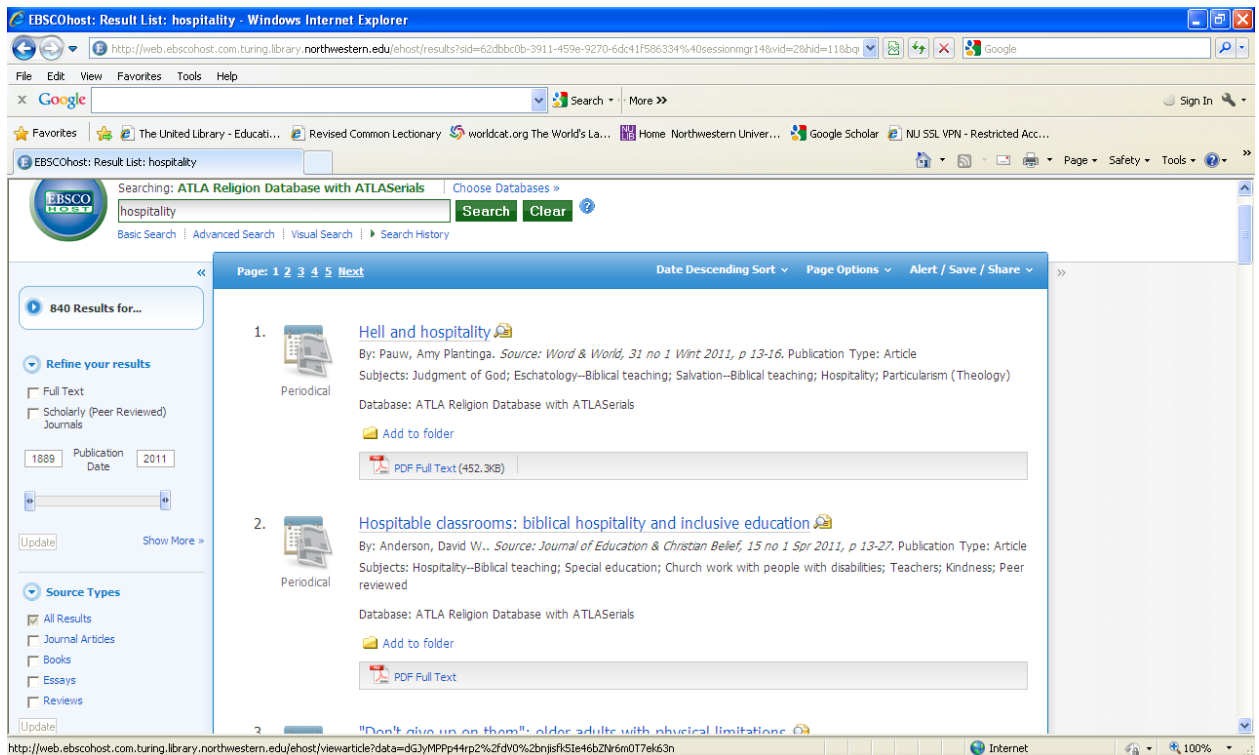 EBSCOhost: Result List: hospitality - Windows Internet Explorer
http://web.ebscohost.com.turing.library.northwestern.edu/ehost/results?sid=62dbbc0b-3911-459e-9270-6dc41f586334%40sessionmgr14&vid=2&hid=11&bq Google
File Edit View Favorites Tools Help
x Google Search More >> Sign In
Favorites The United Library - Educati... Revised Common Lectionary worldcat.org The World's La... Home Northwestern Univer... Google Scholar NU SSL VPN - Restricted Acc...
EBSCOhost: Result List: hospitality Page Safety Tools
EBSCO HOST
Searching: ATLA Religion Database with ATLASerials Choose Databases »
hospitality Search Clear
Basic Search Advanced Search Visual Search Search History
« Page: 1 2 3 4 5 Next Date Descending Sort Page Options Alert / Save / Share »
840 Results for...
Refine your results
Full Text
Scholarly (Peer Reviewed) Journals
1889 Publication Date 2011
Update Show More »
Source Types
All Results
Journal Articles
Books
Essays
Reviews
Update
1. Hell and hospitality
Periodical
By: Pauw, Amy Plantinga. Source: Word & World, 31 no 1 Wint 2011, p 13-16. Publication Type: Article
Subjects: Judgment of God; Eschatology--Biblical teaching; Salvation--Biblical teaching; Hospitality; Particularism (Theology)
Database: ATLA Religion Database with ATLASerials
Add to folder
PDF Full Text (452.3KB)
2. Hospitable classrooms: biblical hospitality and inclusive education
Periodical
By: Anderson, David W.. Source: Journal of Education & Christian Belief, 15 no 1 Spr 2011, p 13-27. Publication Type: Article
Subjects: Hospitality--Biblical teaching; Special education; Church work with people with disabilities; Teachers; Kindness; Peer
reviewed
Database: ATLA Religion Database with ATLASerials
Add to folder
PDF Full Text
3. "Don't give up on them": older adults with physical limitations
http://web.ebscohost.com.turing.library.northwestern.edu/ehost/viewarticle?data=dGJyMPPp44rp2%2fdV0%2bnjisfk5Ie46bZNr6m0T7ek63n Internet 100%